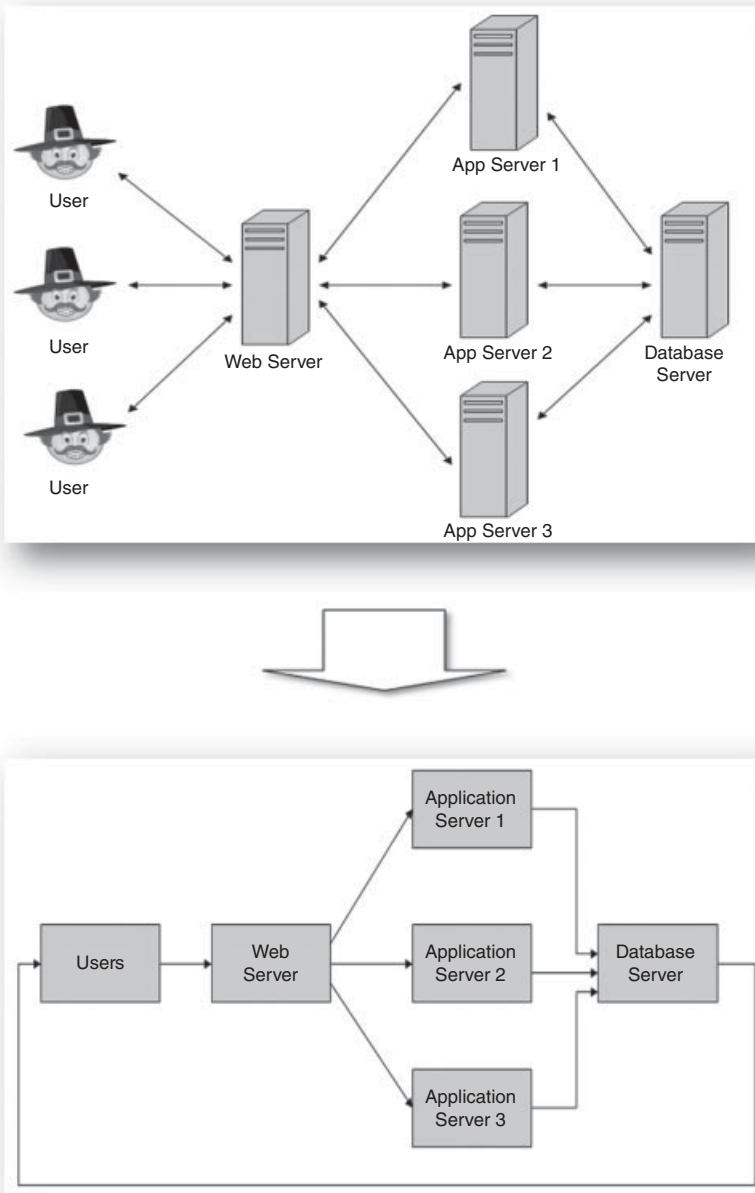 App Server 1
User
User
Web Server
App Server 2
Database
Server
User
App Server 3
Application
Server 1
Users
Web
Server
Application
Server 2
Database
Server
Application
Server 3